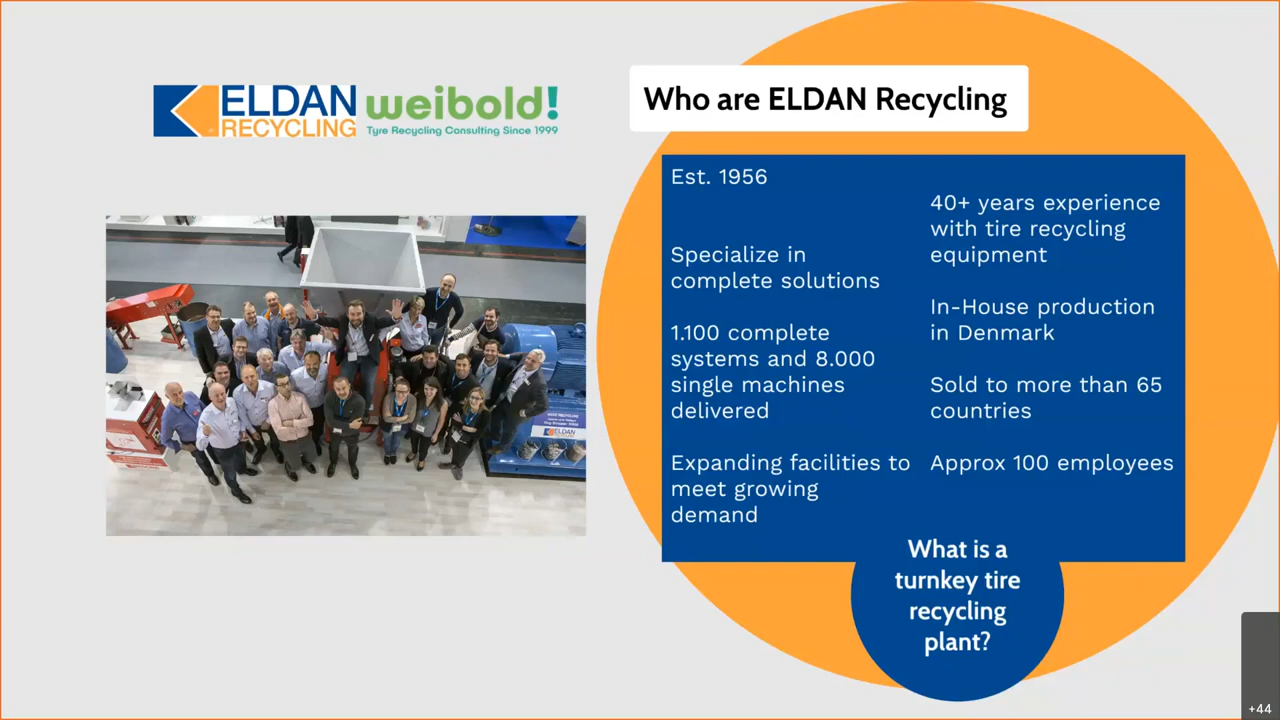 ELDAN
RECYCLING
weibold!
Tyre Recycling Consulting Since 1999
Who are ELDAN Recycling
Est. 1956
Specialize in
complete solutions
1.100 complete
systems and 8.000
single machines
delivered
Expanding facilities to
meet growing
demand
40+ years experience
with tire recycling
equipment
In-House production
in Denmark
Sold to more than 65
countries
Approx 100 employees
What is a
turnkey tire
recycling
plant?
ELDAN
RECYCLING
+44